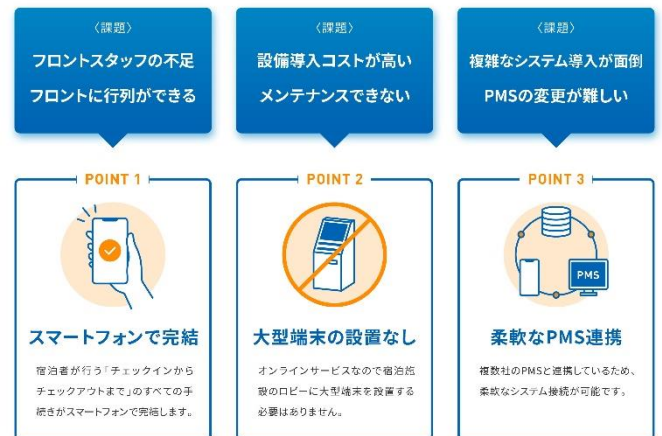 〈課題〉
フロントスタッフの不足
フロントに行列ができる
〈課題〉
設備導入コストが高い
メンテナンスできない
〈課題〉
複雑なシステム導入が面倒
PMSの変更が難しい
POINT 1
スマートフォンで完結
宿泊者が行う「チェックインから
チェックアウトまで」のすべての手
続きがスマートフォンで完結します。
POINT 2
大型端末の設置なし
オンラインサービスなので宿泊施
設のロビーに大型端末を設置する
必要はありません。
POINT 3
PMS
柔軟なPMS連携
複数社のPMSと連携しているため、
柔軟なシステム接続が可能です。